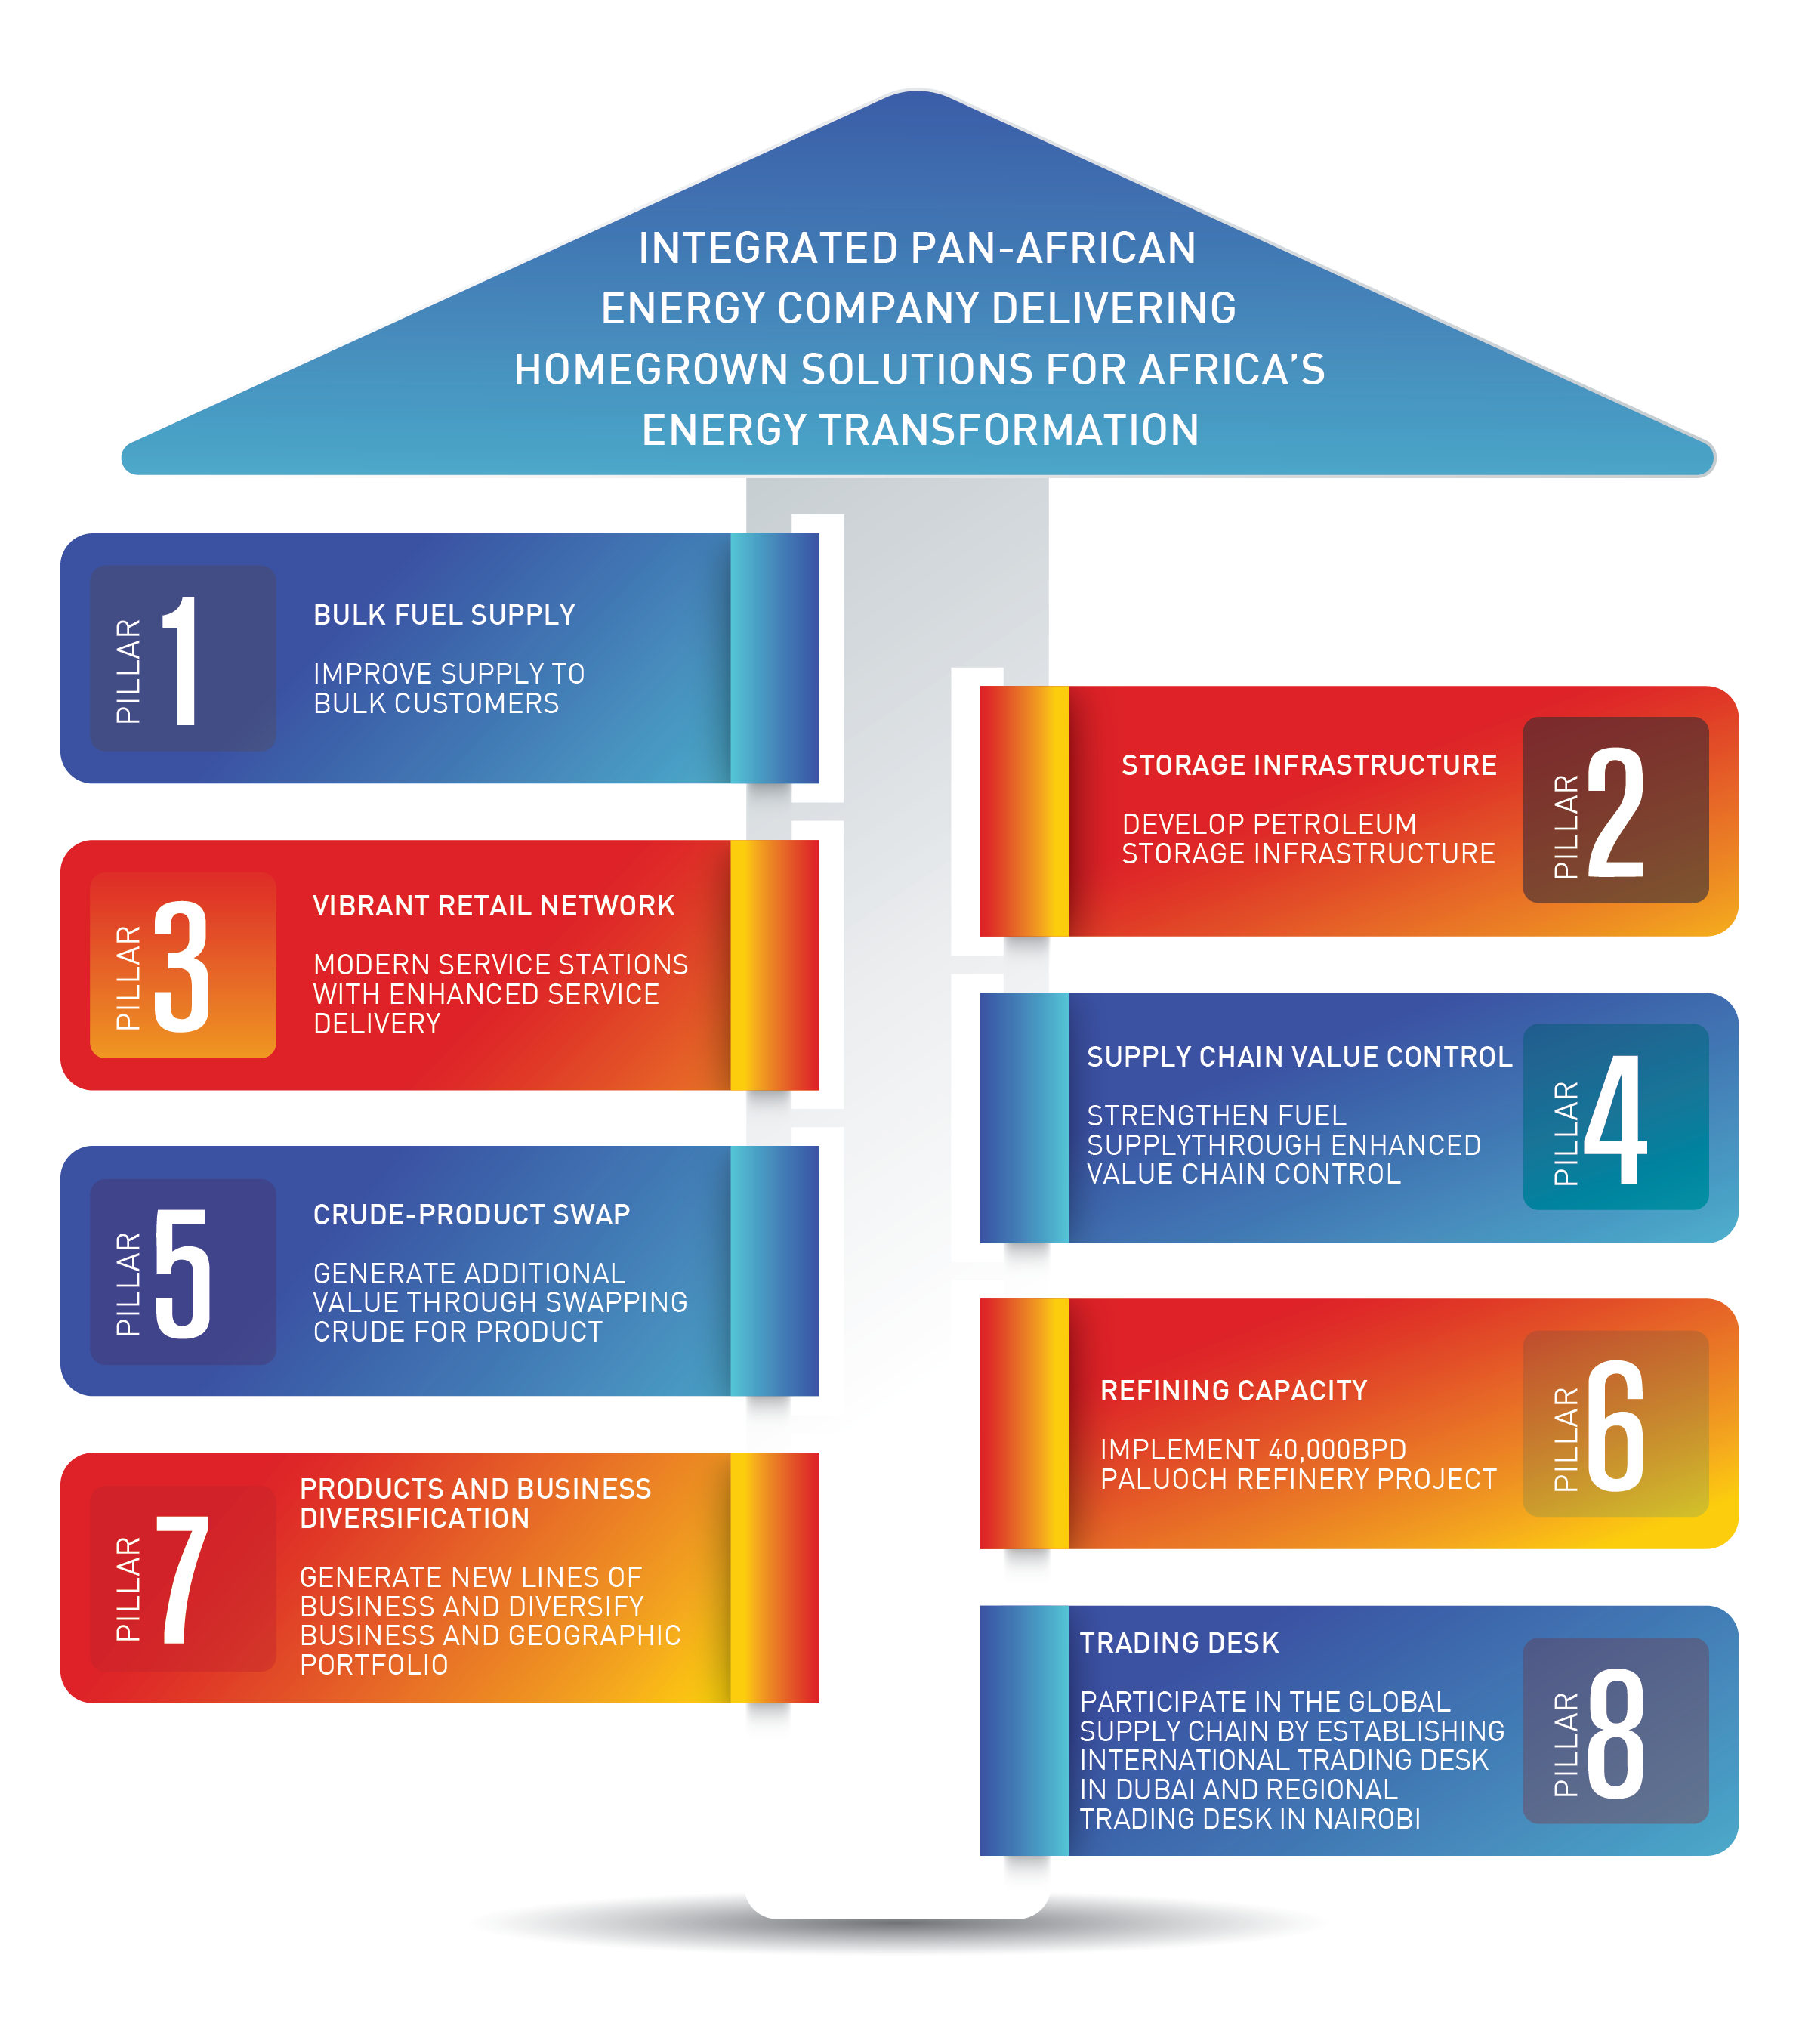 INTEGRATED PAN-AFRICAN
ENERGY COMPANY DELIVERING
HOMEGROWN SOLUTIONS FOR AFRICA’S
ENERGY TRANSFORMATION
PILLAR 1
BULK FUEL SUPPLY
IMPROVE SUPPLY TO
BULK CUSTOMERS
PILLAR 2
STORAGE INFRASTRUCTURE
DEVELOP PETROLEUM
STORAGE INFRASTRUCTURE
PILLAR 3
VIBRANT RETAIL NETWORK
MODERN SERVICE STATIONS
WITH ENHANCED SERVICE
DELIVERY
PILLAR 4
SUPPLY CHAIN VALUE CONTROL
STRENGTHEN FUEL
SUPPLYTHROUGH ENHANCED
VALUE CHAIN CONTROL
PILLAR 5
CRUDE-PRODUCT SWAP
GENERATE ADDITIONAL
VALUE THROUGH SWAPPING
CRUDE FOR PRODUCT
PILLAR 6
REFINING CAPACITY
IMPLEMENT 40,000BPD
PALUOCH REFINERY PROJECT
PILLAR 7
PRODUCTS AND BUSINESS
DIVERSIFICATION
GENERATE NEW LINES OF
BUSINESS AND DIVERSIFY
BUSINESS AND GEOGRAPHIC
PORTFOLIO
PILLAR 8
TRADING DESK
PARTICIPATE IN THE GLOBAL
SUPPLY CHAIN BY ESTABLISHING
INTERNATIONAL TRADING DESK
IN DUBAI AND REGIONAL
TRADING DESK IN NAIROBI